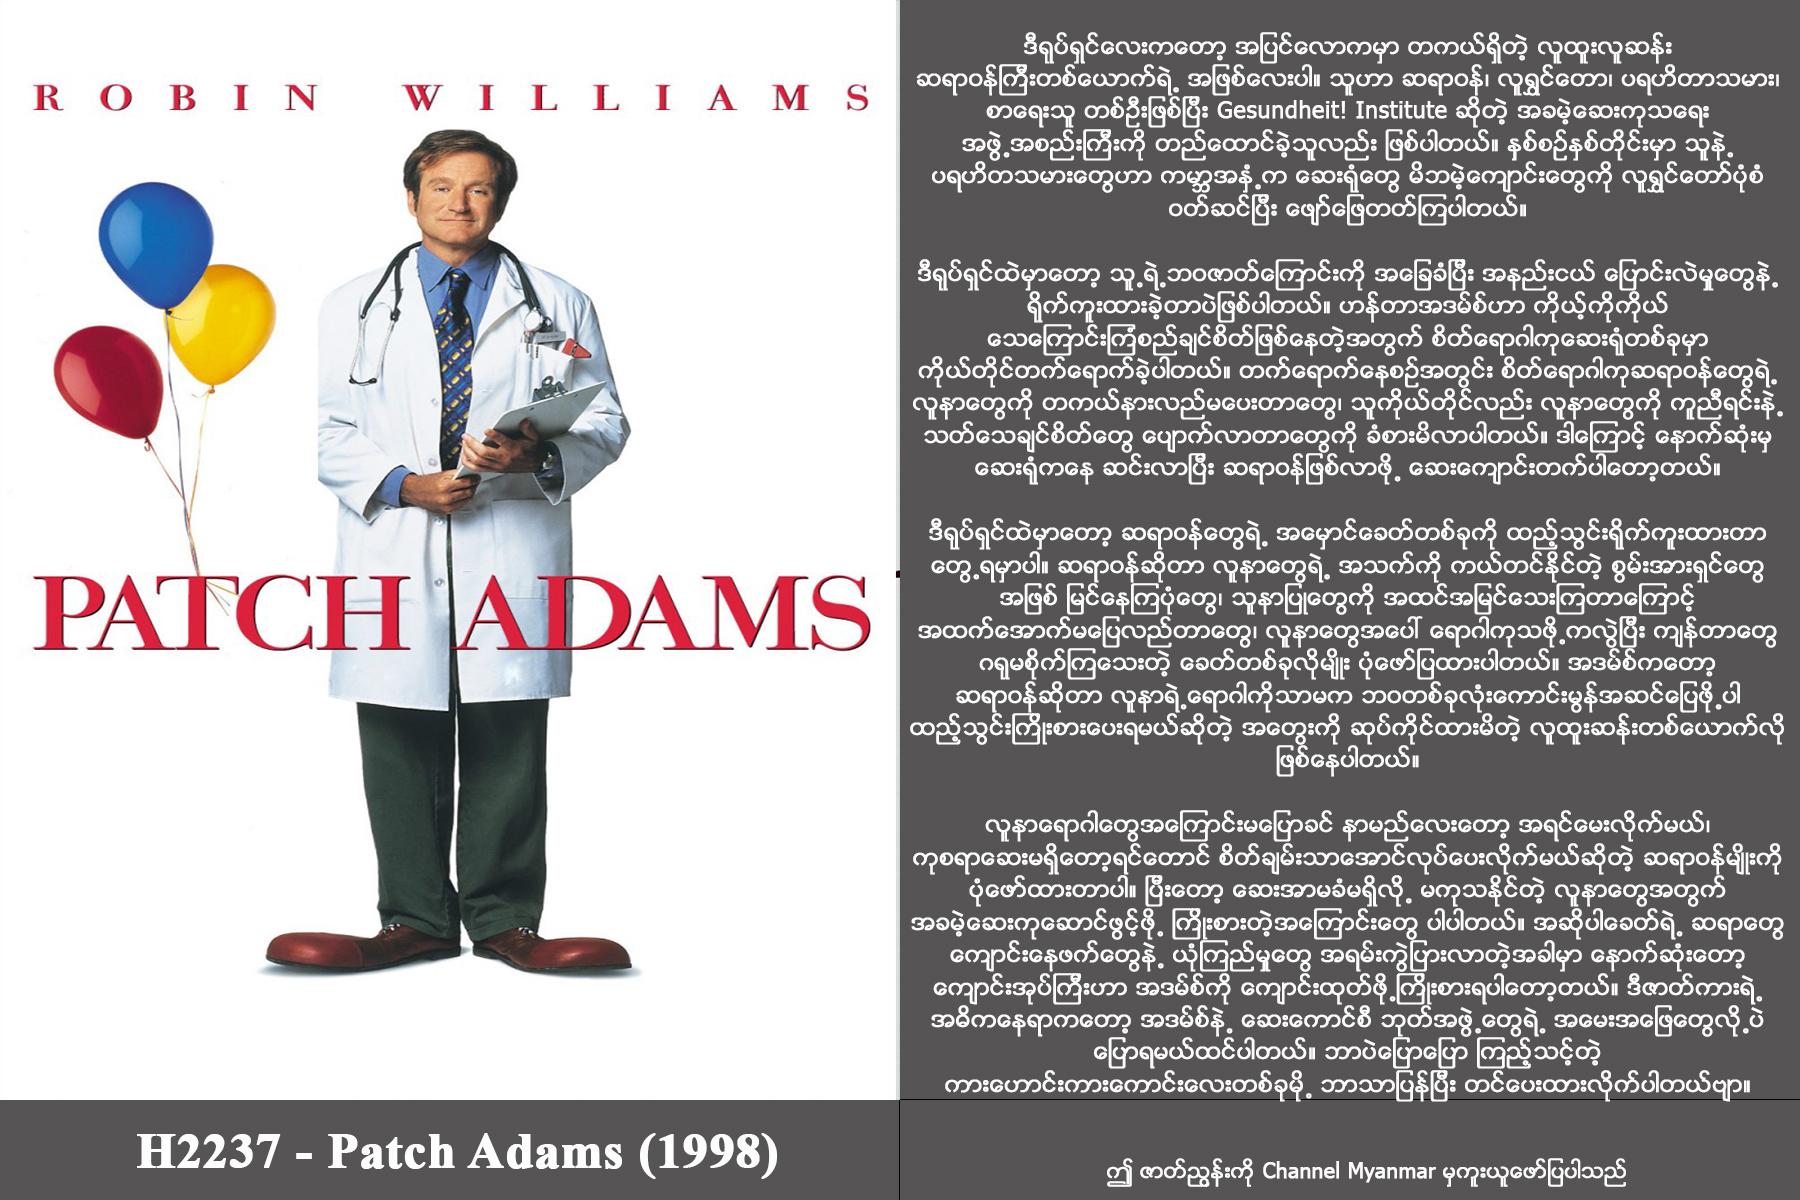 ROBIN WILLIAMS
PATCH ADAMS
H2237 - Patch Adams (1998)
ဒီရုပ်ရှင်လေးကတော့ အပြင်လောကမှာ တကယ်ရှိတဲ့ လူထူးလူဆန်း
ဆရာဝန်ကြီးတစ်ယောက်ရဲ့ အဖြစ်လေးပါ။ သူဟာ ဆရာဝန်၊ လူရွှင်တော၊ ပရဟိတာသမား၊
စာရေးသူ တစ်ဦးဖြစ်ပြီး Gesundheit! Institute ဆိုတဲ့ အခမဲ့ဆေးကုသရေး
အဖွဲ့အစည်းကြီးကို တည်ထောင်ခဲ့သူလည်း ဖြစ်ပါတယ်။ နှစ်စဉ်နှစ်တိုင်းမှာ သူနဲ့
ပရဟိတသမားတွေဟာ ကမ္ဘာအနှံ့က ဆေးရုံတွေ မိဘမဲ့ကျောင်းတွေကို လူရွှင်တော်ပုံစံ
ဝတ်ဆင်ပြီး ဖျော်ဖြေတတ်ကြပါတယ်။
ဒီရုပ်ရှင်ထဲမှာတော့ သူ့ရဲ့ဘဝဇာတ်ကြောင်းကို အခြေခံပြီး အနည်းငယ် ပြောင်းလဲမှုတွေနဲ့
ရိုက်ကူးထားခဲ့တာပဲဖြစ်ပါတယ်။ ဟန်တာအဒမ်စ်ဟာ ကိုယ့်ကိုကိုယ်
သေကြောင်းကြံစည်ချင်စိတ်ဖြစ်နေတဲ့အတွက် စိတ်ရောဂါကုဆေးရုံတစ်ခုမှာ
ကိုယ်တိုင်တက်ရောက်ခဲ့ပါတယ်။ တက်ရောက်နေစဉ်အတွင်း စိတ်ရောဂါကုဆရာဝန်တွေရဲ့
လူနာတွေကို တကယ်နားလည်မပေးတာတွေ၊ သူကိုယ်တိုင်လည်း လူနာတွေကို ကူညီရင်းနဲ့
သတ်သေချင်စိတ်တွေ ပျောက်လာတာတွေကို ခံစားမိလာပါတယ်။ ဒါကြောင့် နောက်ဆုံးမှ
ဆေးရုံကနေ ဆင်းလာပြီး ဆရာဝန်ဖြစ်လာဖို့ ဆေးကျောင်းတက်ပါတော့တယ်။
ဒီရုပ်ရှင်ထဲမှာတော့ ဆရာဝန်တွေရဲ့ အမှောင်ခေတ်တစ်ခုကို ထည့်သွင်းရိုက်ကူးထားတာ
တွေ့ရမှာပါ။ ဆရာဝန်ဆိုတာ လူနာတွေရဲ့ အသက်ကို ကယ်တင်နိုင်တဲ့ စွမ်းအားရှင်တွေ
အဖြစ် မြင်နေကြပုံတွေ၊ သူနာပြုတွေကို အထင်အမြင်သေးကြတာကြောင့်
အထက်အောက်မပြေလည်တာတွေ၊ လူနာတွေအပေါ် ရောဂါကုသဖို့ကလွဲပြီး ကျန်တာတွေ
ဂရုမစိုက်ကြသေးတဲ့ ခေတ်တစ်ခုလိုမျိုး ပုံဖော်ပြထားပါတယ်။ အဒမ်စ်ကတော့
ဆရာဝန်ဆိုတာ လူနာရဲ့ရောဂါကိုသာမက ဘဝတစ်ခုလုံးကောင်းမွန်အဆင်ပြေဖို့ပါ
ထည့်သွင်းကြိုးစားပေးရမယ်ဆိုတဲ့ အတွေးကို ဆုပ်ကိုင်ထားမိတဲ့ လူထူးဆန်းတစ်ယောက်လို
ဖြစ်နေပါတယ်။
လူနာရောဂါတွေအကြောင်းမပြောခင် နာမည်လေးတော့ အရင်မေးလိုက်မယ်၊
ကုစရာဆေးမရှိတော့ရင်တောင် စိတ်ချမ်းသာအောင်လုပ်ပေးလိုက်မယ်ဆိုတဲ့ ဆရာဝန်မျိုးကို
ပုံဖော်ထားတာပါ။ ပြီးတော့ ဆေးအာမခံမရှိလို့ မကုသနိုင်တဲ့ လူနာတွေအတွက်
အခမဲ့ဆေးကုဆောင်ဖွင့်ဖို့ ကြိုးစားတဲ့အကြောင်းတွေ ပါပါတယ်။ အဆိုပါခေတ်ရဲ့ ဆရာတွေ
ကျောင်းနေဖက်တွေနဲ့ ယုံကြည်မှုတွေ အရမ်းကွဲပြားလာတဲ့အခါမှာ နောက်ဆုံးတော့
ကျောင်းအုပ်ကြီးဟာ အဒမ်စ်ကို ကျောင်းထုတ်ဖို့ကြိုးစားရပါတော့တယ်။ ဒီဇာတ်ကားရဲ့
အဓိကနေရာကတော့ အဒမ်စ်နဲ့ ဆေးကောင်စီ ဘုတ်အဖွဲ့တွေရဲ့ အမေးအဖြေတွေလို့ပဲ
ပြောရမယ်ထင်ပါတယ်။ ဘာပဲပြောပြော ကြည့်သင့်တဲ့
ကားဟောင်းကားကောင်းလေးတစ်ခုမို့ ဘာသာပြန်ပြီး တင်ပေးထားလိုက်ပါတယ်ဗျာ။
ဤ ဇာတ်ညွှန်းကို Channel Myanmar မှကူးယူဖော်ပြပါသည်